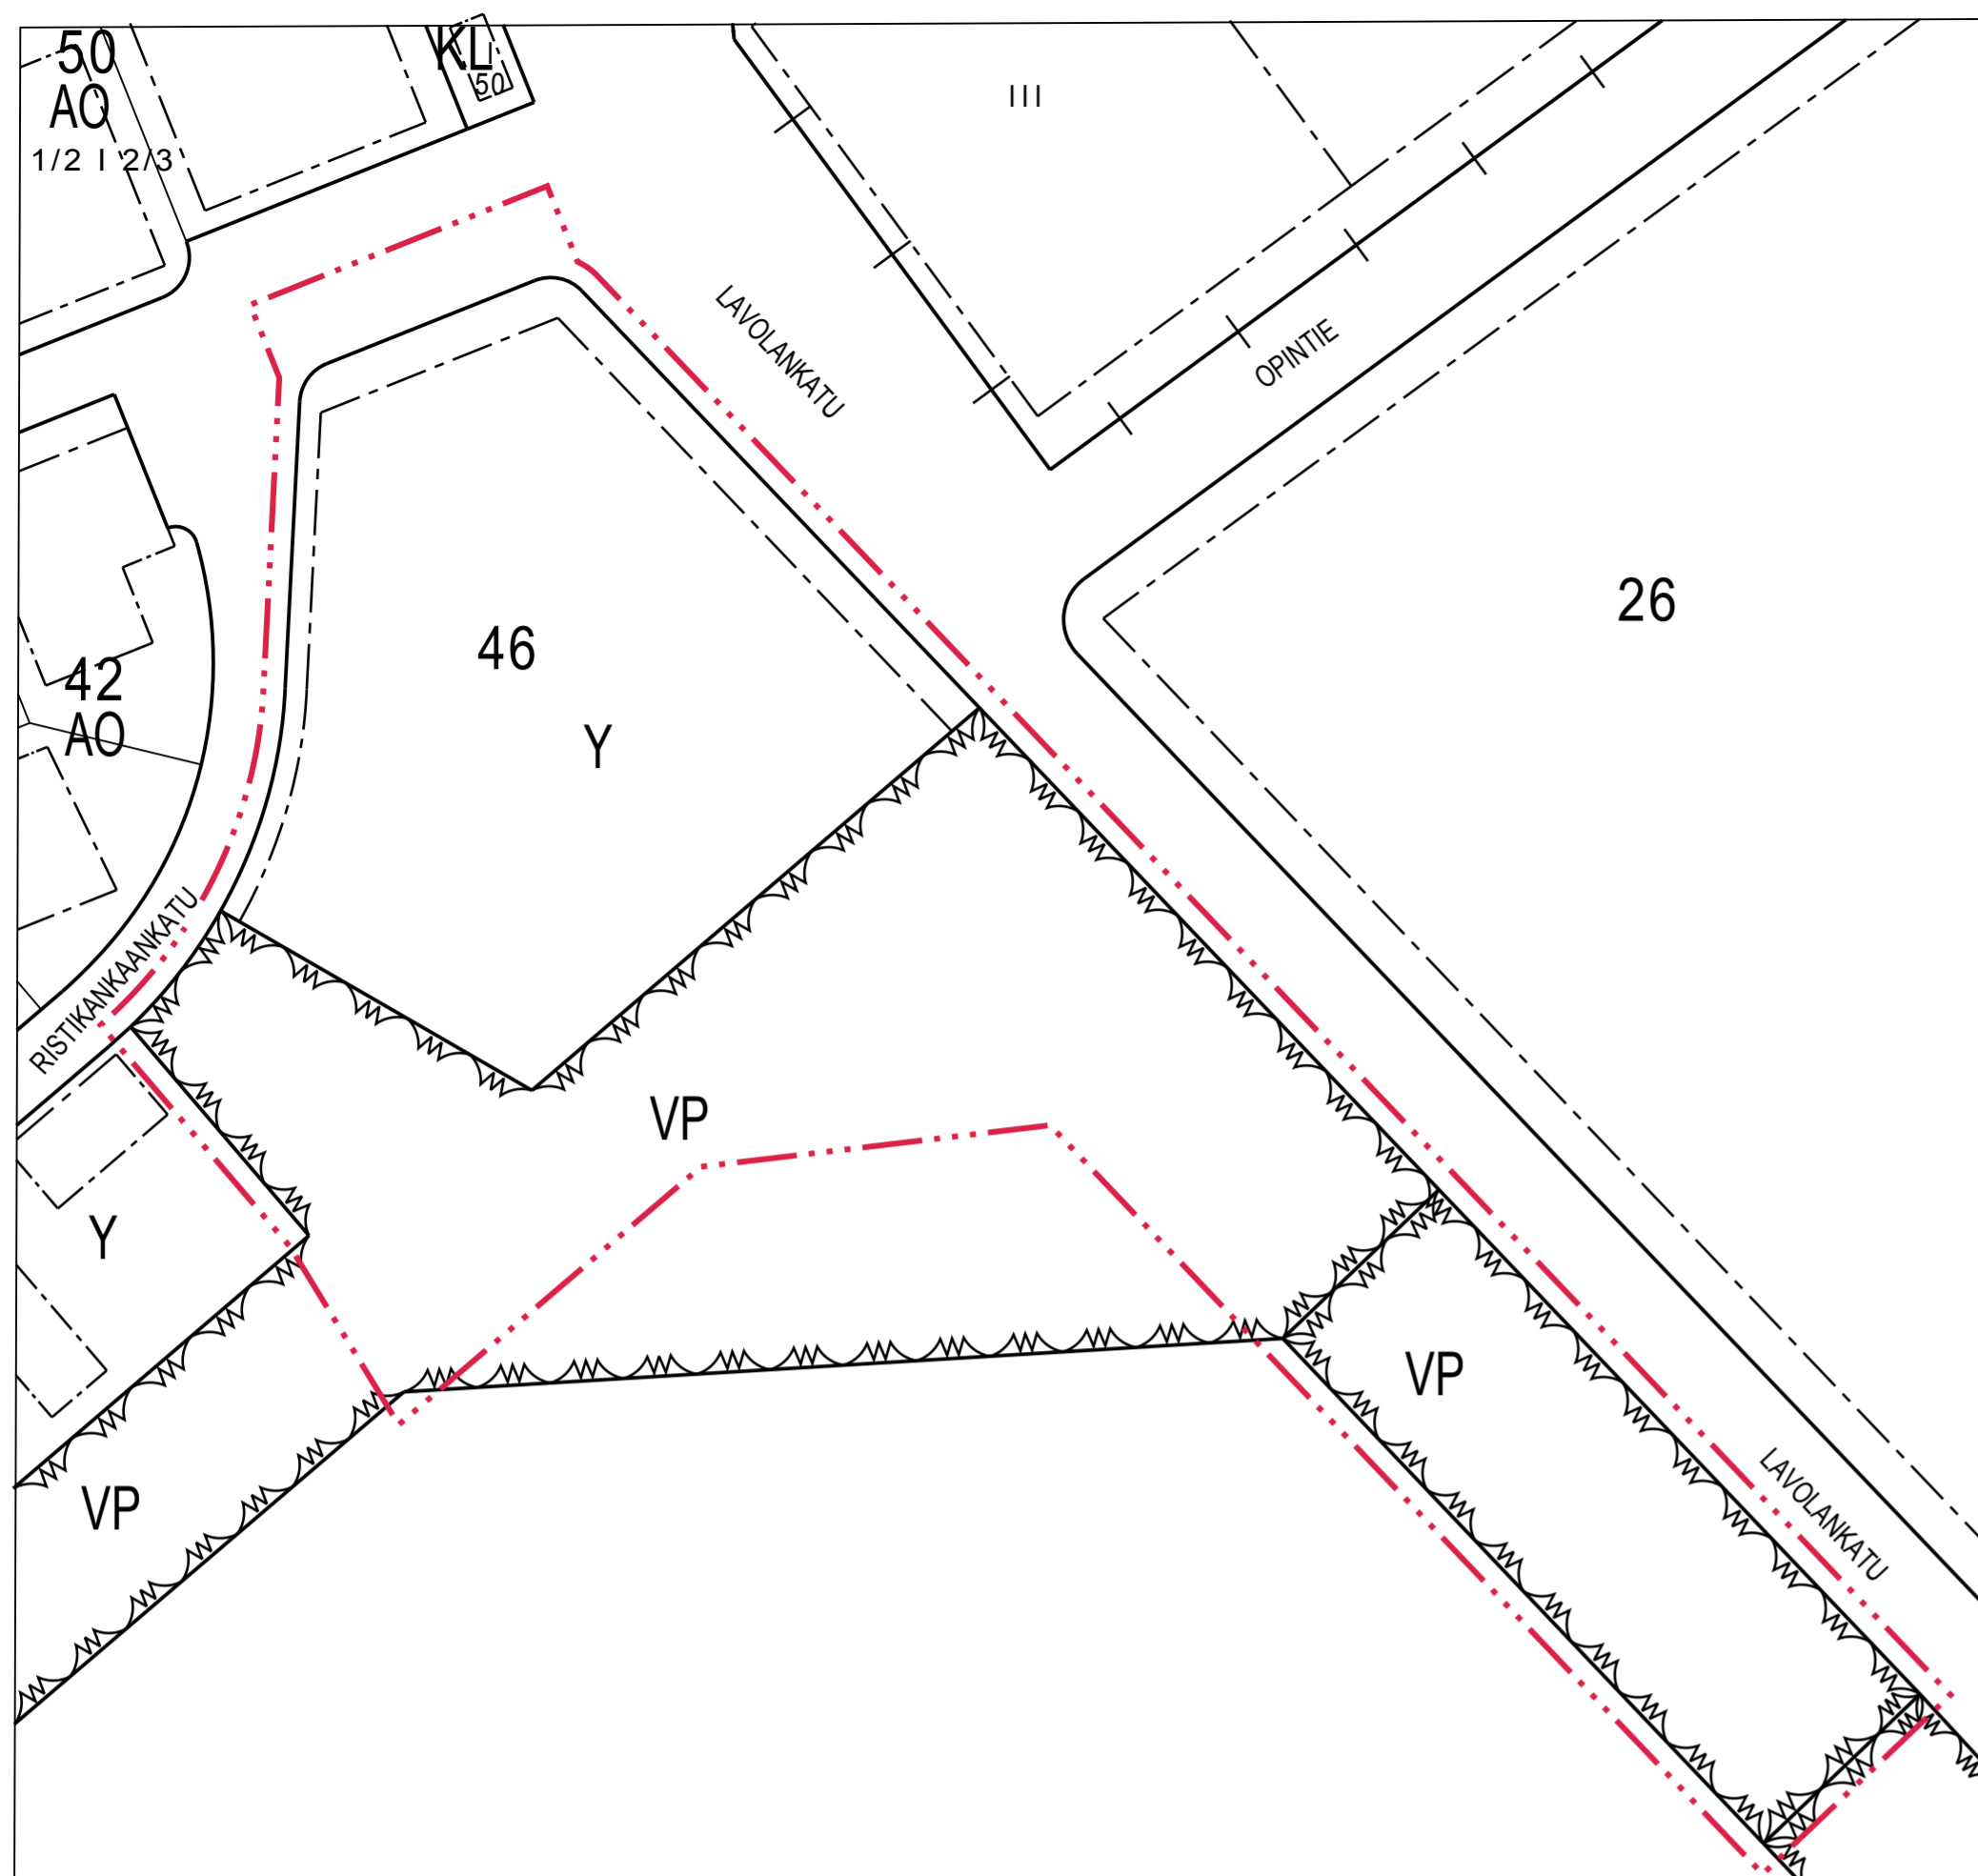 50
AO
1/2 I 2/3
KL
I
50
III
LAVOLANKATU
OPINTIE
26
46
Y
42
AO
RISTIKANKAANKATU
VP
Y
VP
VP
LAVOLANKATU